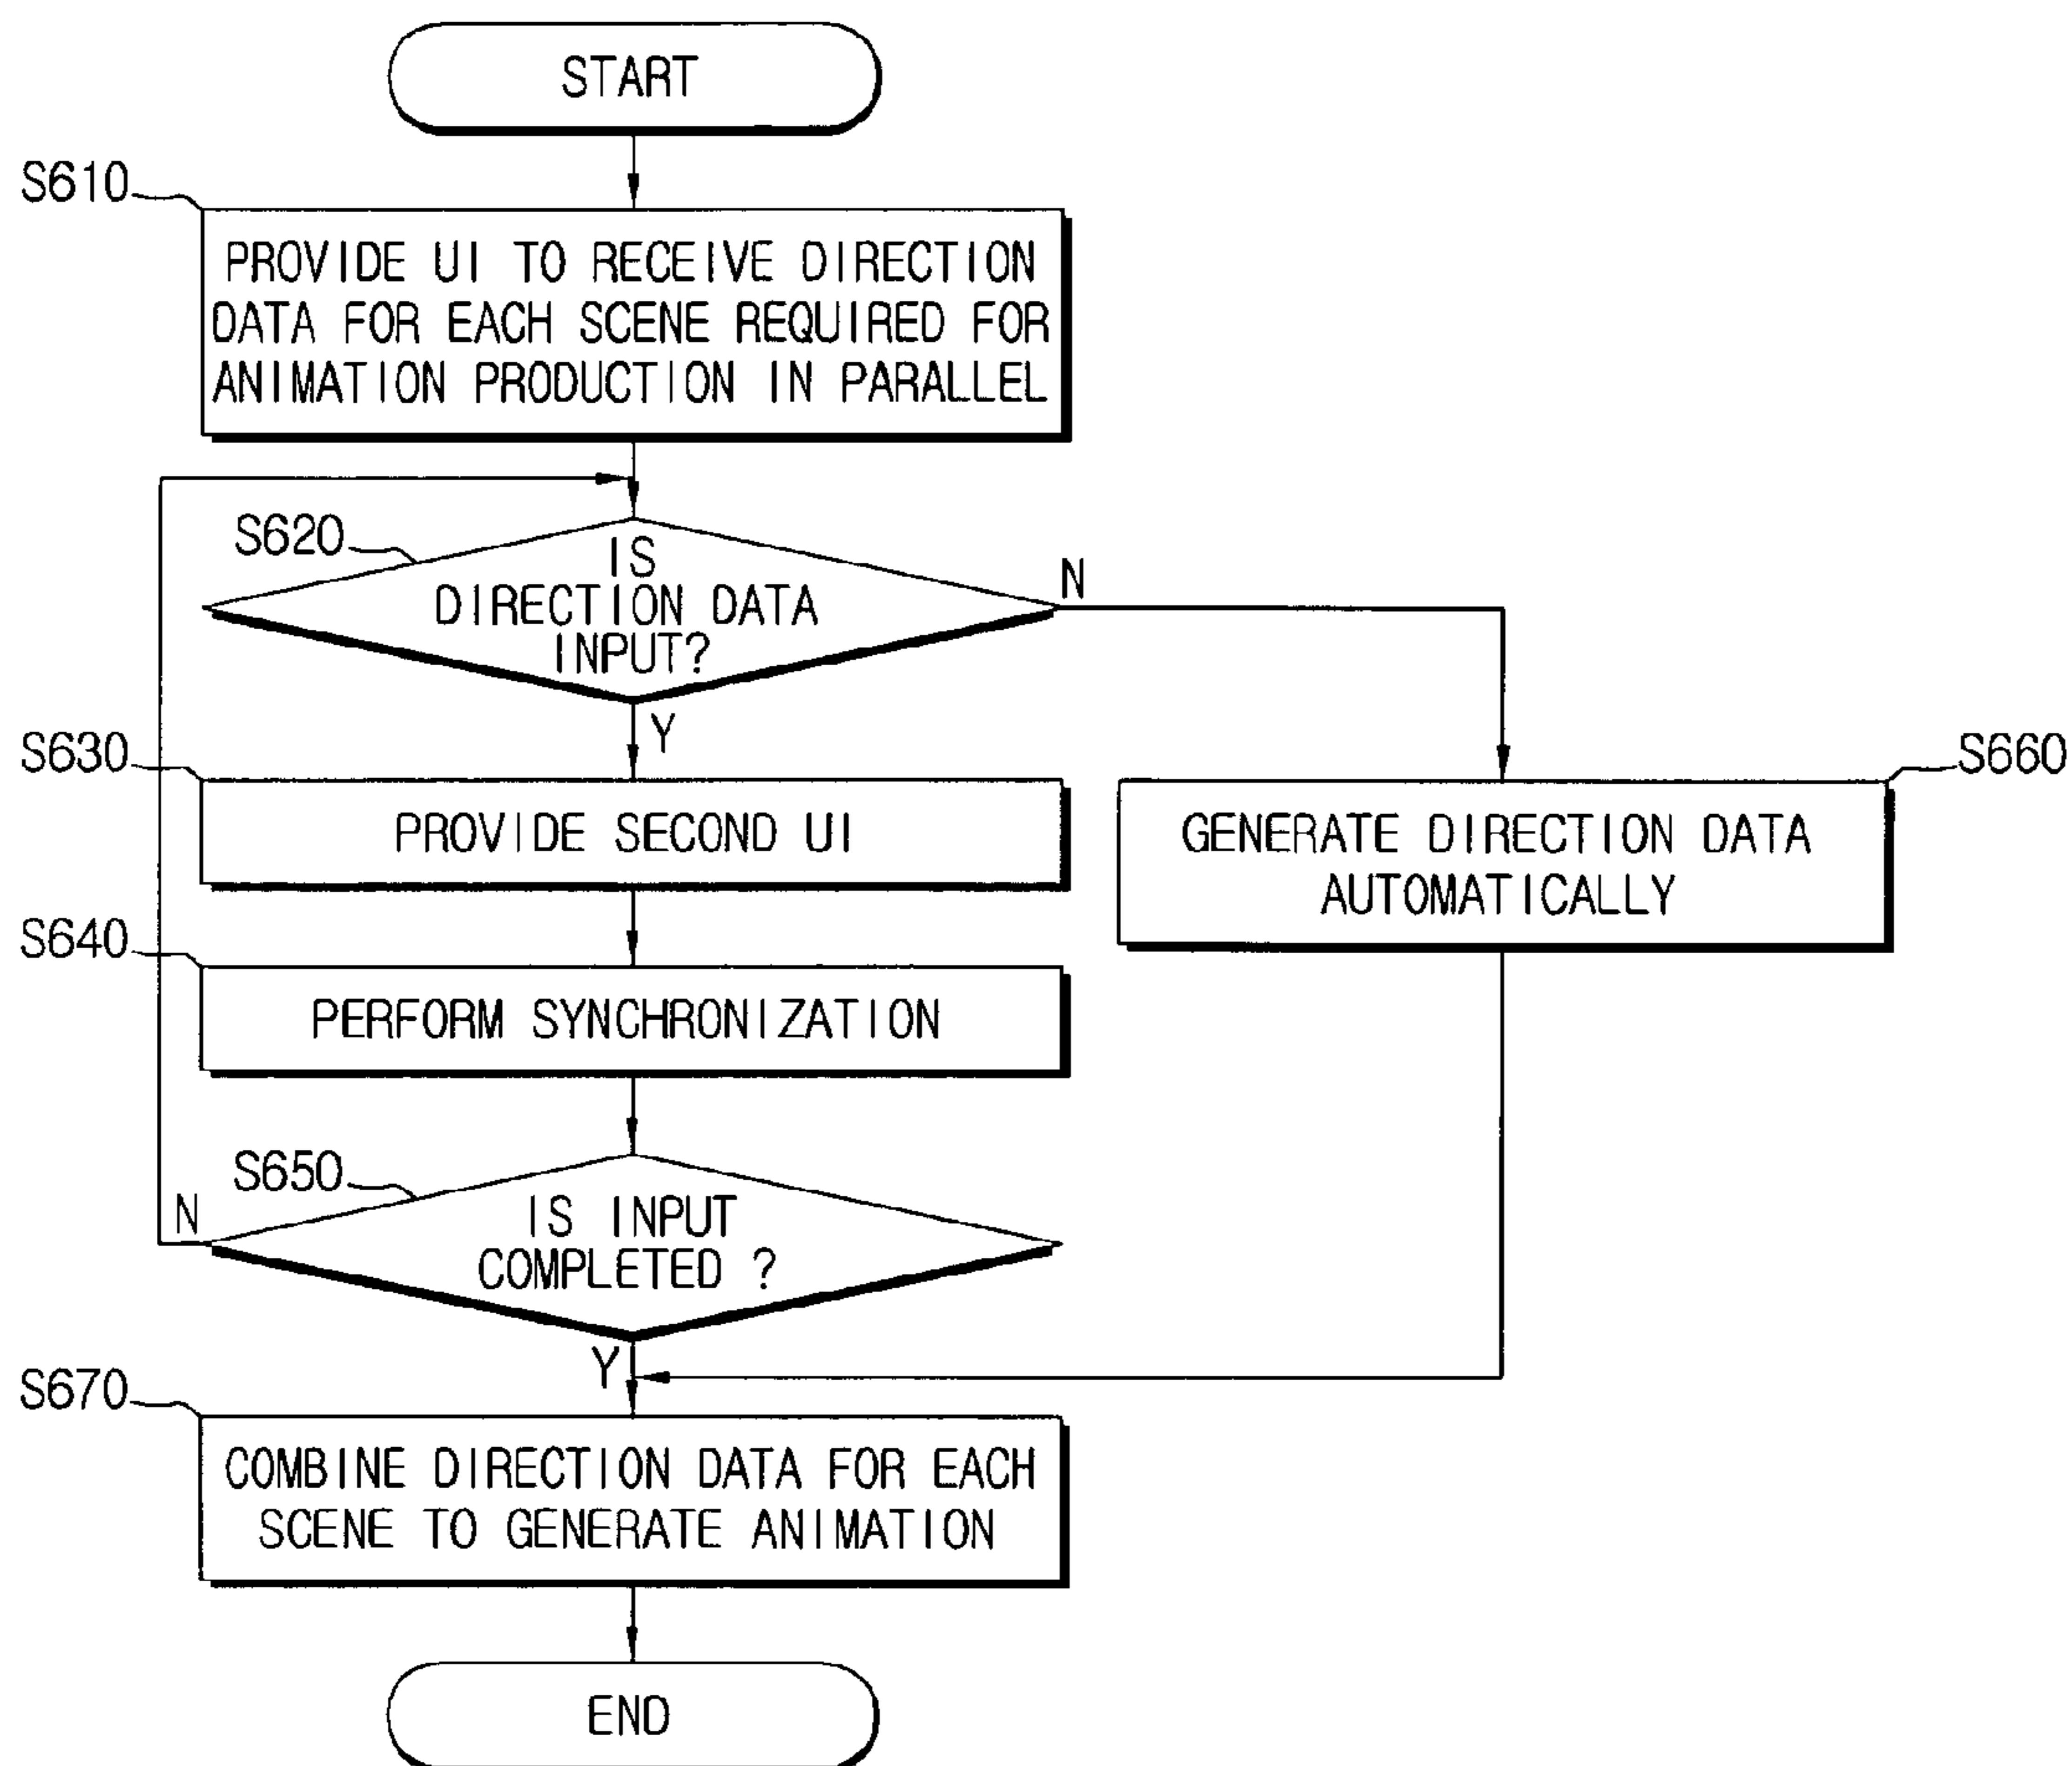 START
S610
PROVIDE UI TO RECEIVE DIRECTION
DATA FOR EACH SCENE REQUIRED FOR
ANIMATION PRODUCTION IN PARALLEL
S620
IS
DIRECTION DATA
INPUT?
N
Y
S630
PROVIDE SECOND UI
S660
GENERATE DIRECTION DATA
AUTOMATICALLY
S640
PERFORM SYNCHRONIZATION
S650
N
IS INPUT
COMPLETED ?
Y
S670
COMBINE DIRECTION DATA FOR EACH
SCENE TO GENERATE ANIMATION
END